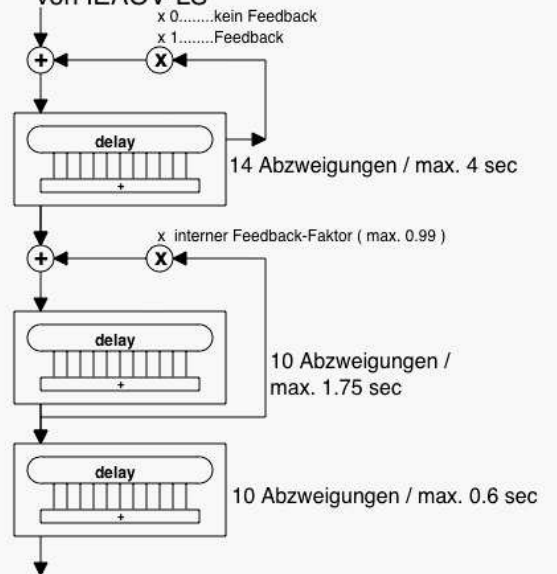 x 0........kein Feedback
x 1........Feedback
+
x
delay
+
14 Abzweigungen / max. 4 sec
x interner Feedback-Faktor ( max. 0.99 )
+
x
delay
+
10 Abzweigungen /
max. 1.75 sec
delay
+
10 Abzweigungen / max. 0.6 sec